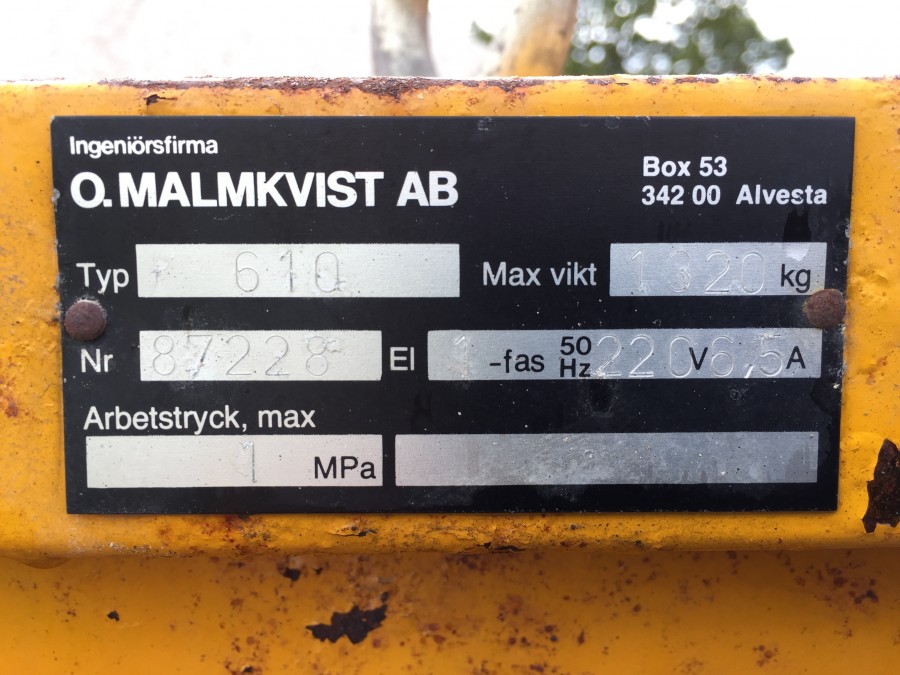 Ingeniörsfirma
O. MALMKVIST AB
Box 53
342 00 Alvesta
Typ 610 Max vikt 1320 kg
Nr 87228 El 1 -fas 50 Hz 220 V 6,5 A
Arbetstryck, max
1 MPa